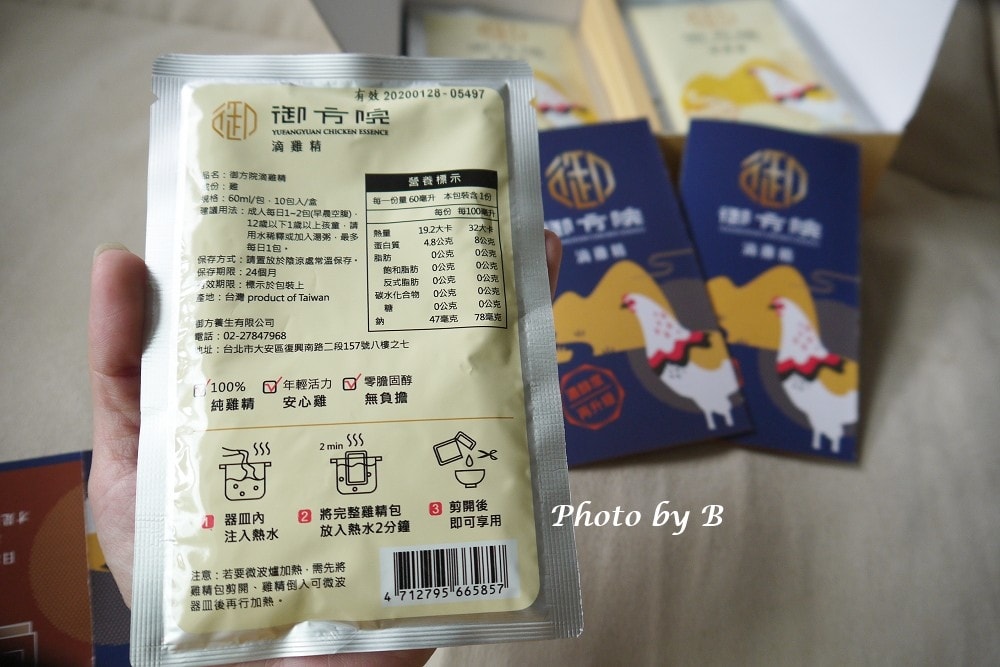 有效 20200128-05497
御方院
YUFANGYUAN CHICKEN ESSENCE
滴雞精
品名：御方院滴雞精
成份：雞
規格：60ml/包，10包入/盒
建議用法：成人每日1~2包(早晨空腹)，
12歲以下1歲以上孩童，請
用水稀釋或加入湯粥，最多
每日1包。
保存方式：請置放於陰涼處常溫保存。
保存期限：24個月
有效期限：標示於包裝上
產地：台灣 product of Taiwan
御方養生有限公司
電話：02-27847968
地址：台北市大安區復興南路二段157號八樓之七
營養標示
每一份量 60毫升　本包裝含 1份
每份　每100毫升
熱量　19.2大卡　32大卡
蛋白質　4.8公克　8公克
脂肪　0公克　0公克
飽和脂肪　0公克　0公克
反式脂肪　0公克　0公克
碳水化合物　0公克　0公克
糖　0公克　0公克
鈉　47毫克　78毫克
100%
純雞精
年輕活力
安心雞
零膽固醇
無負擔
2 min
1 器皿內
注入熱水
2 將完整雞精包
放入熱水2分鐘
3 剪開後
即可享用
注意：若要微波爐加熱，需先將
雞精包剪開、雞精倒入可微波
器皿後再行加熱。
4 712795 665857
御方院
滴雞精
御方院
滴雞精
再升級
Photo by B